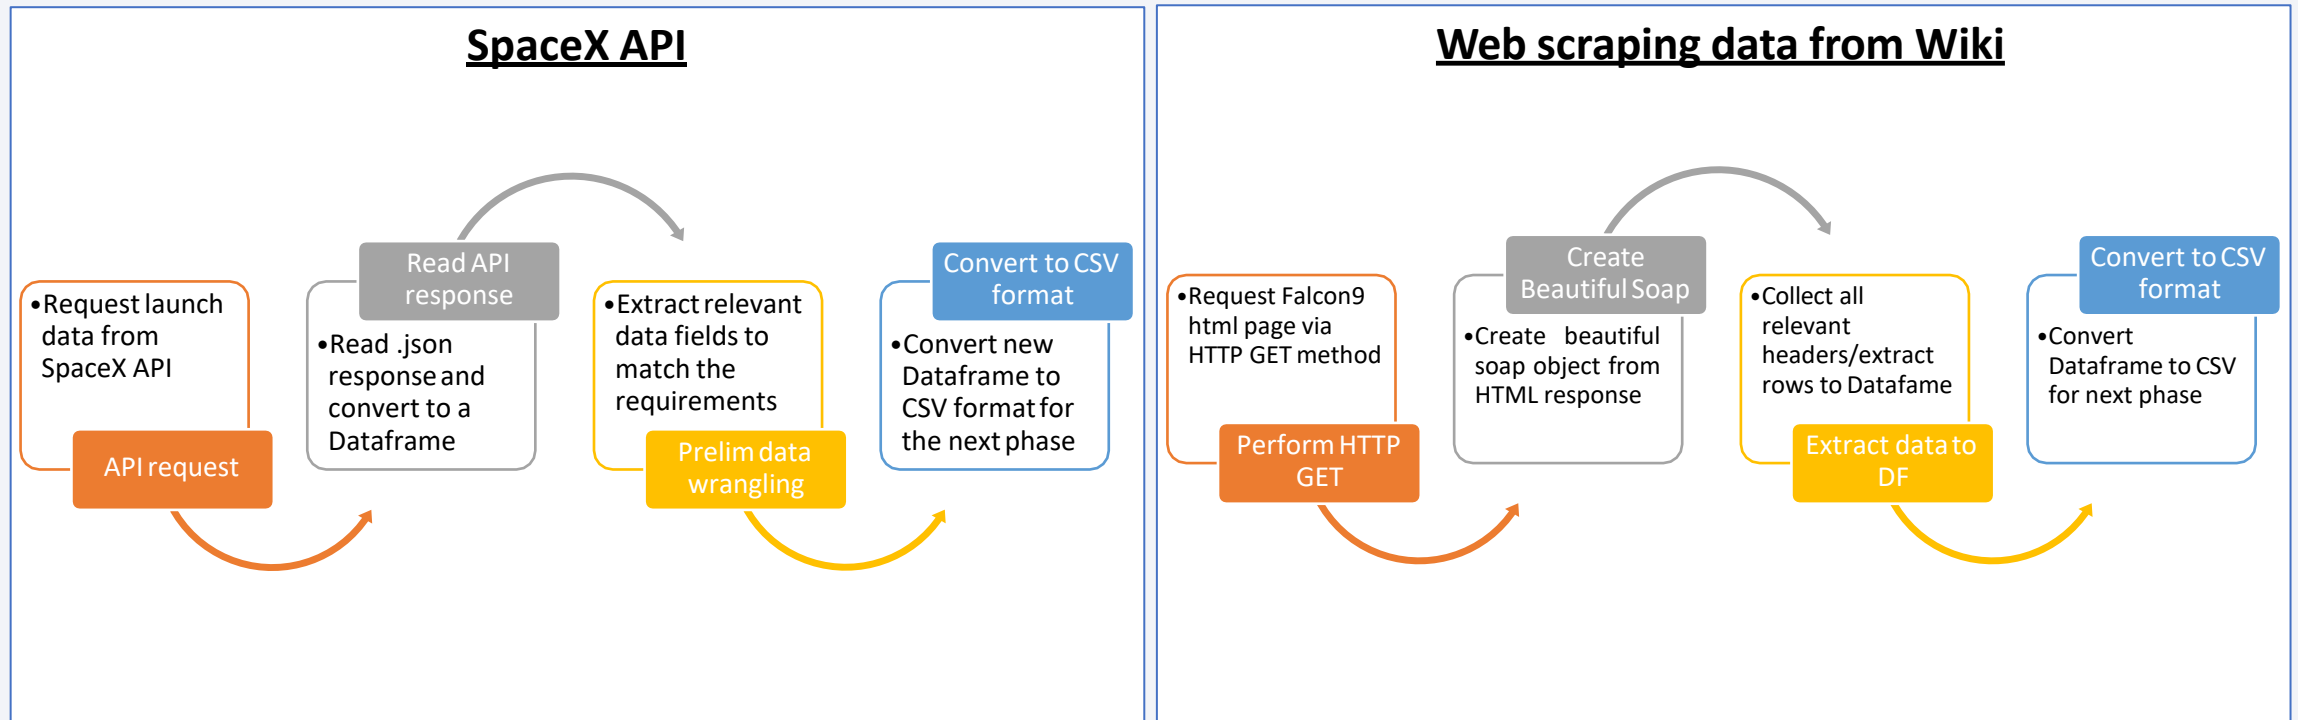 SpaceX API
•Request launch
data from
SpaceX API
API request
Read API
response
•Read .json
response and
convert to a
Dataframe
•Extract relevant
data fields to
match the
requirements
Prelim data
wrangling
Convert to CSV
format
•Convert new
Dataframe to
CSV format for
the next phase
Web scraping data from Wiki
•Request Falcon9
html page via
HTTP GET method
Perform HTTP
GET
Create
Beautiful Soap
•Create beautiful
soap object from
HTML response
•Collect all
relevant
headers/extract
rows to Datafame
Extract data to
DF
Convert to CSV
format
•Convert
Dataframe to CSV
for next phase